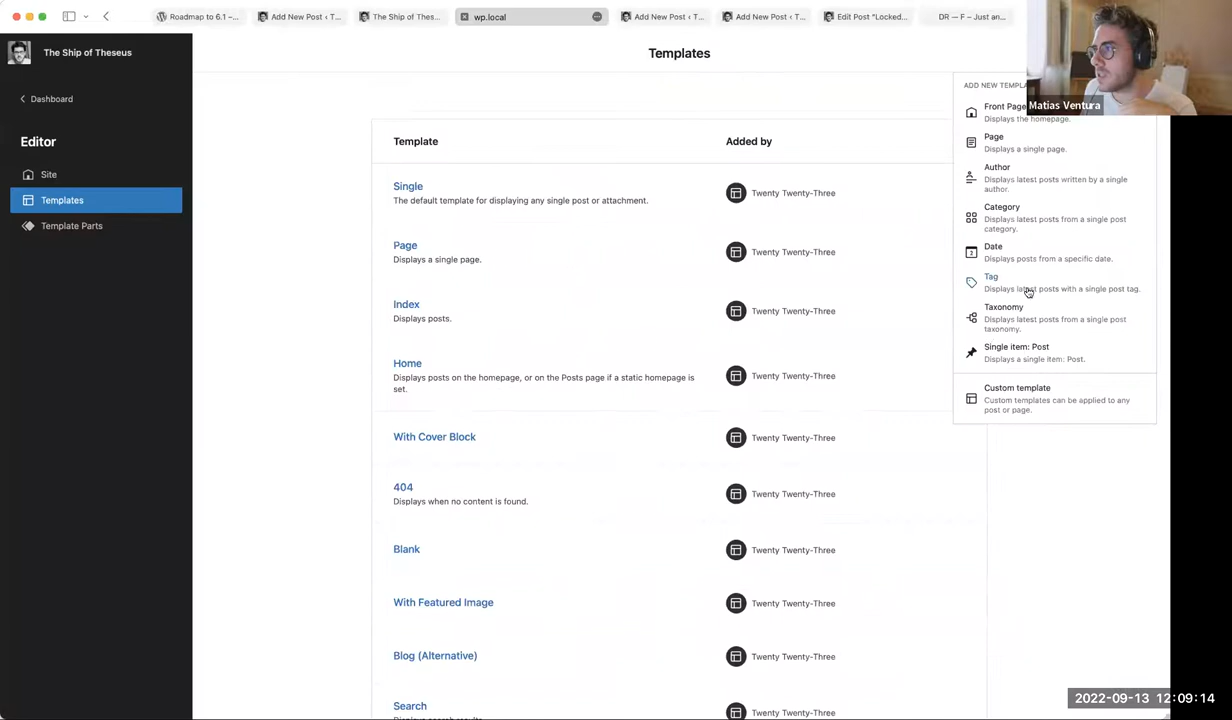 Roadmap to 6.1 –...
Add New Post ‹ T...
The Ship of Thes...
wp.local
Add New Post ‹ T...
Add New Post ‹ T...
Edit Post "Locked...
DR — F – Just an...
The Ship of Theseus
Templates
Matias Ventura
Dashboard
Editor
Site
Templates
Template Parts
Template
Added by
Single
The default template for displaying any single post or attachment.
Twenty Twenty-Three
Page
Displays a single page.
Twenty Twenty-Three
Index
Displays posts.
Twenty Twenty-Three
Home
Displays posts on the homepage, or on the Posts page if a static homepage is
set.
Twenty Twenty-Three
With Cover Block
Twenty Twenty-Three
404
Displays when no content is found.
Twenty Twenty-Three
Blank
Twenty Twenty-Three
With Featured Image
Twenty Twenty-Three
Blog (Alternative)
Twenty Twenty-Three
Search
Displays search results.
Twenty Twenty-Three
ADD NEW TEMPLA
Front Page
Displays the homepage.
Page
Displays a single page.
Author
Displays latest posts written by a single
author.
Category
Displays latest posts from a single post
category.
Date
Displays posts from a specific date.
Tag
Displays latest posts with a single post tag.
Taxonomy
Displays latest posts from a single post
taxonomy.
Single item: Post
Displays a single item: Post.
Custom template
Custom templates can be applied to any
post or page.
2022-09-13 12:09:14